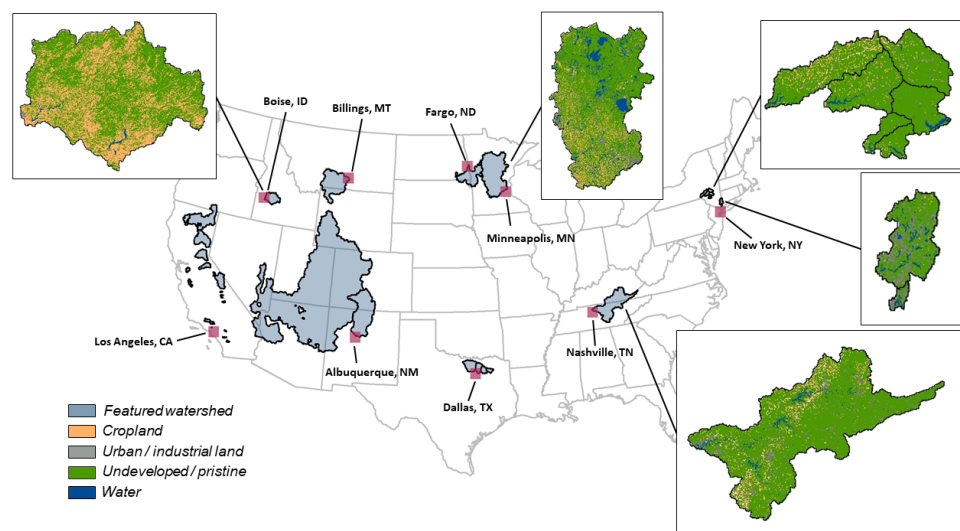 Boise, ID
Billings, MT
Fargo, ND
Minneapolis, MN
New York, NY
Los Angeles, CA
Albuquerque, NM
Nashville, TN
Dallas, TX
Featured watershed
Cropland
Urban / industrial land
Undeveloped / pristine
Water